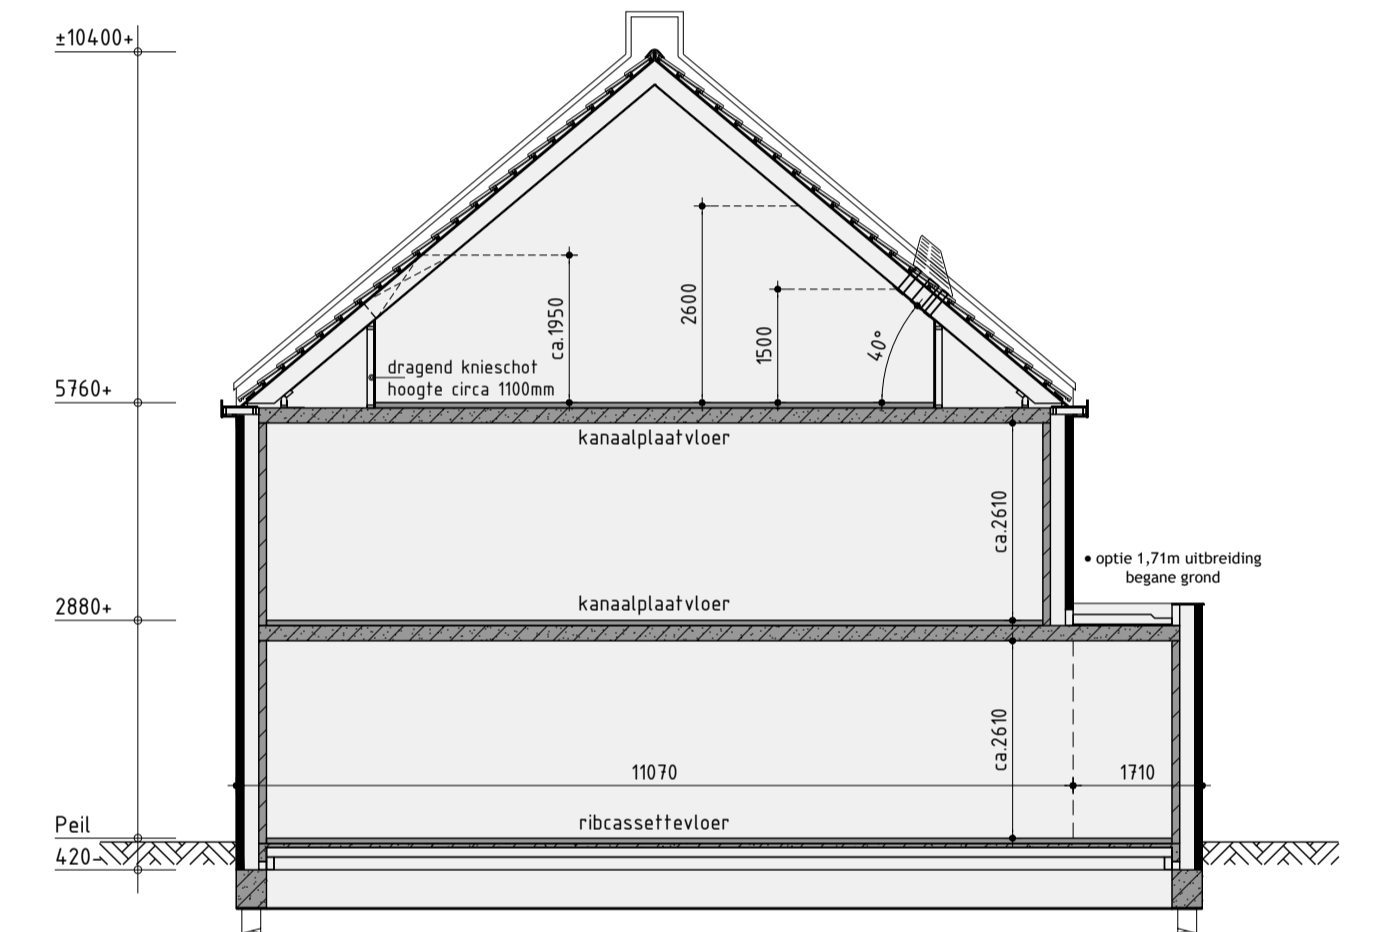 ±10400+
5760+
2880+
Peil
420-
ca.1950
2600
1500
40°
dragend knieschot
hoogte circa 1100mm
kanaalplaatvloer
ca.2610
• optie 1,71m uitbreiding
begane grond
kanaalplaatvloer
ca.2610
11070
1710
ribcassettevloer